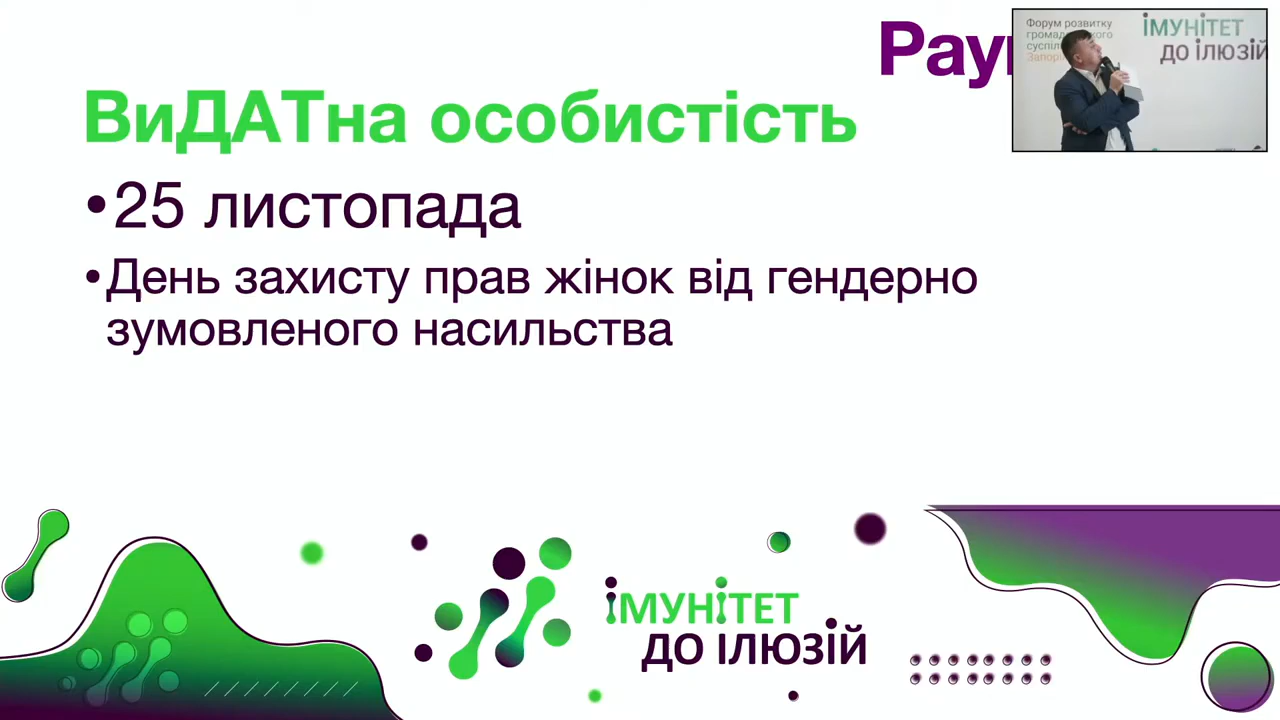 ВиДАТна особистість
•25 листопада
•День захисту прав жінок від гендерно
зумовленого насильства
Форум розвитку
ІМУНІТЕТ
ДО ІЛЮЗІЙ
ІМУНІТЕТ
ДО ІЛЮЗІЙ